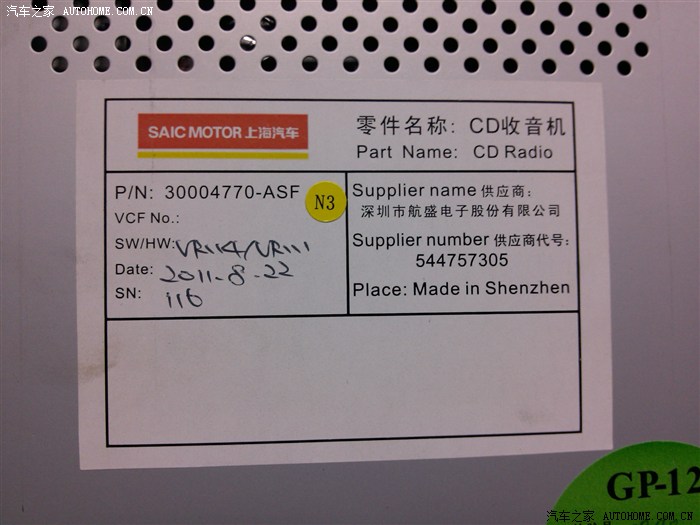 汽车之家 AUTOHOME.COM.CN
SAIC MOTOR 上海汽车
零件名称: CD收音机
Part Name: CD Radio
P/N: 30004770-ASF
N3
VCF No.:
SW/HW: VR114/VR111
Date: 2011-8-22
SN: 116
Supplier name 供应商:
深圳市航盛电子股份有限公司
Supplier number 供应商代号:
544757305
Place: Made in Shenzhen
GP-12
汽车之家 AUTOHOME.COM.CN